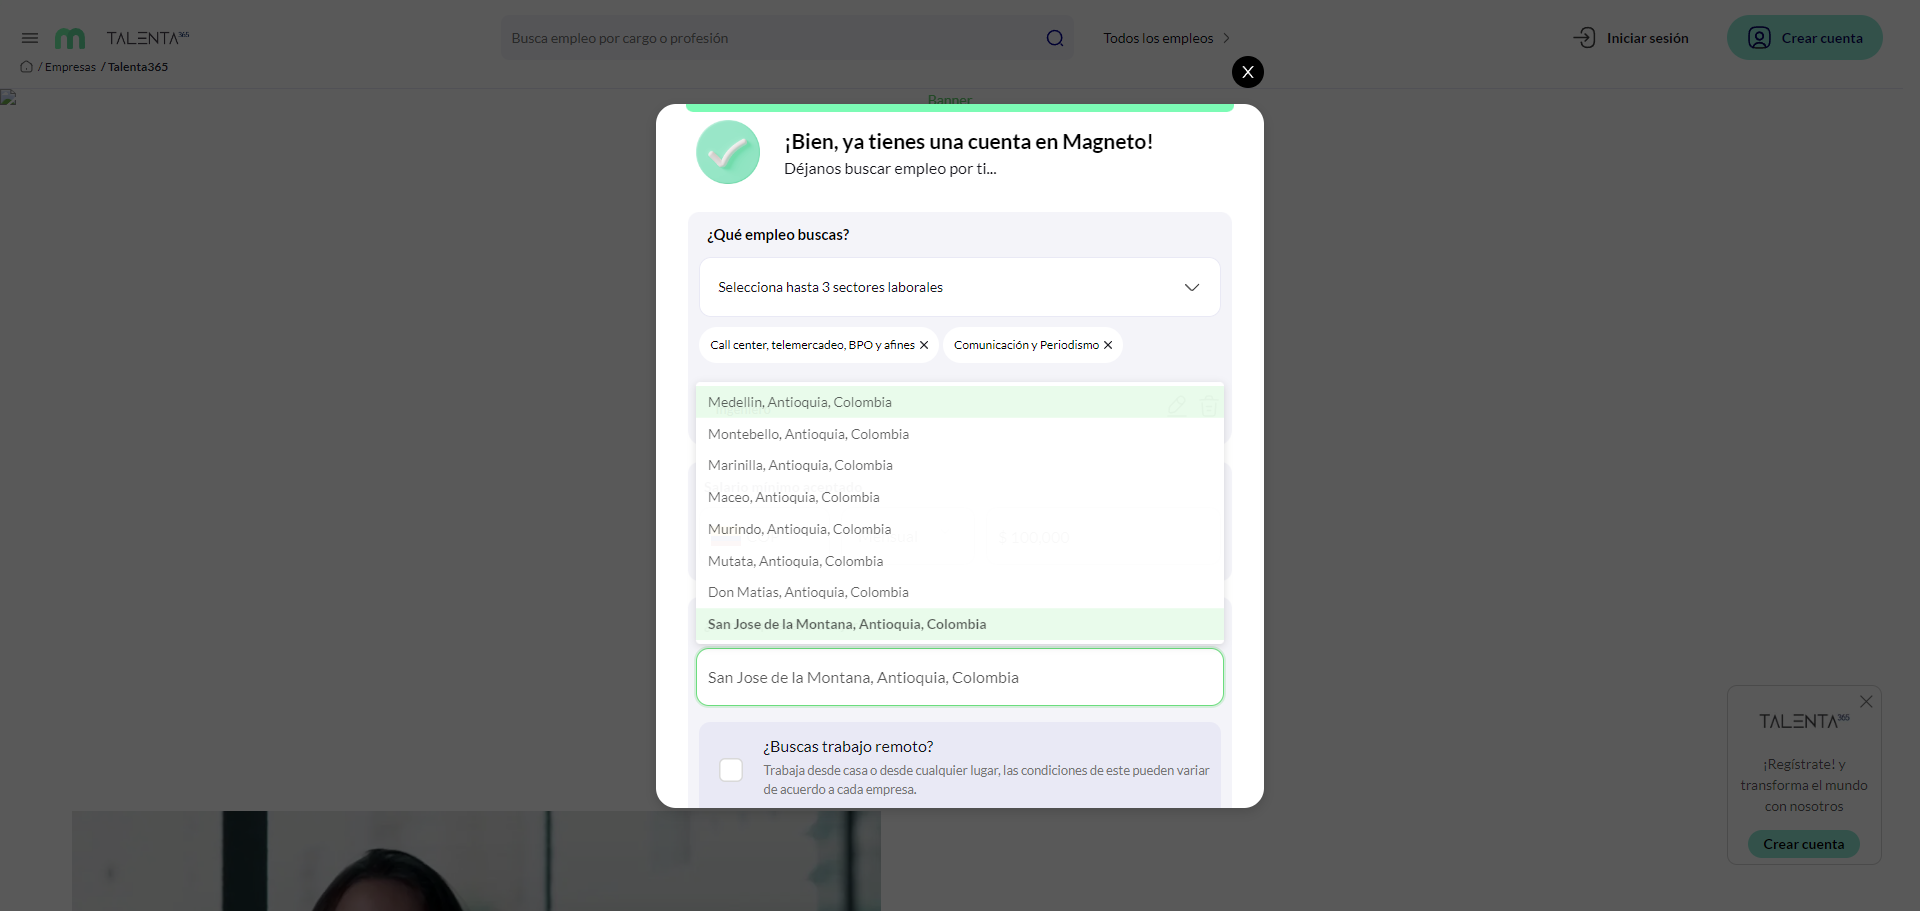 TALENTA365
Busca empleo por cargo o profesión
Todos los empleos
Iniciar sesión
Crear cuenta
/ Empresas / Talenta365
X
Banner
¡Bien, ya tienes una cuenta en Magneto!
Déjanos buscar empleo por ti...
¿Qué empleo buscas?
Selecciona hasta 3 sectores laborales
Call center, telemercadeo, BPO y afines
Comunicación y Periodismo
Medellin, Antioquia, Colombia
Montebello, Antioquia, Colombia
Marinilla, Antioquia, Colombia
Maceo, Antioquia, Colombia
Murindo, Antioquia, Colombia
Mutata, Antioquia, Colombia
Don Matias, Antioquia, Colombia
San Jose de la Montana, Antioquia, Colombia
San Jose de la Montana, Antioquia, Colombia
¿Buscas trabajo remoto?
Trabaja desde casa o desde cualquier lugar, las condiciones de este pueden variar
de acuerdo a cada empresa.
TALENTA365
¡Regístrate! y
transforma el mundo
con nosotros
Crear cuenta